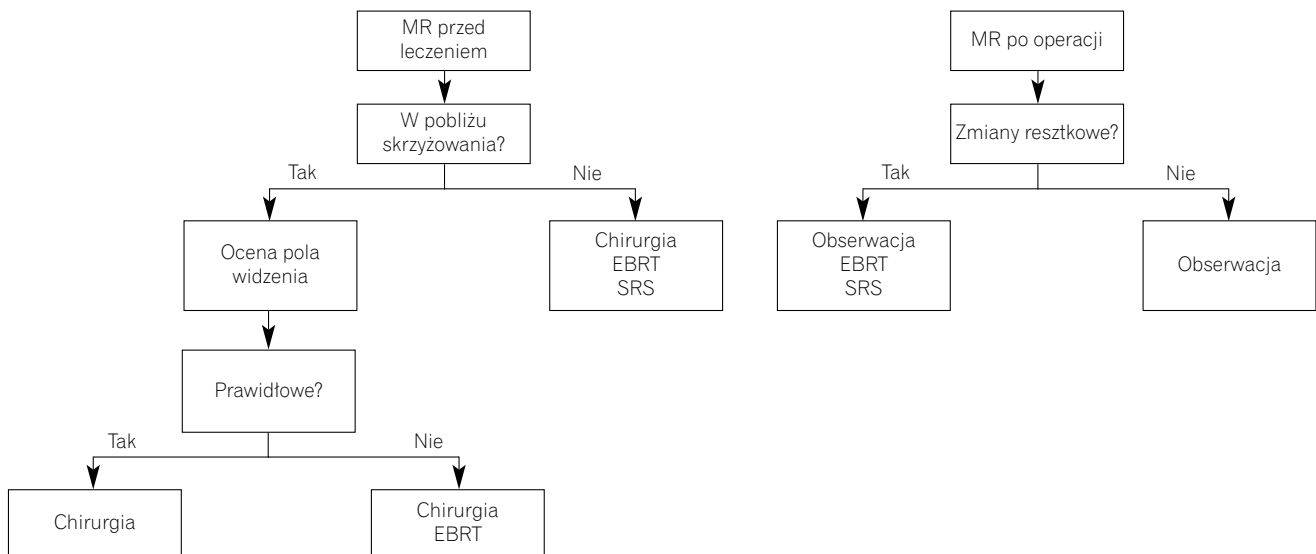 MR przed
leczeniem
W pobliżu
skrzyżowania?
Tak
Nie
Ocena pola
widzenia
Chirurgia
EBRT
SRS
Prawidłowe?
Tak
Nie
Chirurgia
Chirurgia
EBRT
MR po operacji
Zmiany resztkowe?
Tak
Nie
Obserwacja
EBRT
SRS
Obserwacja